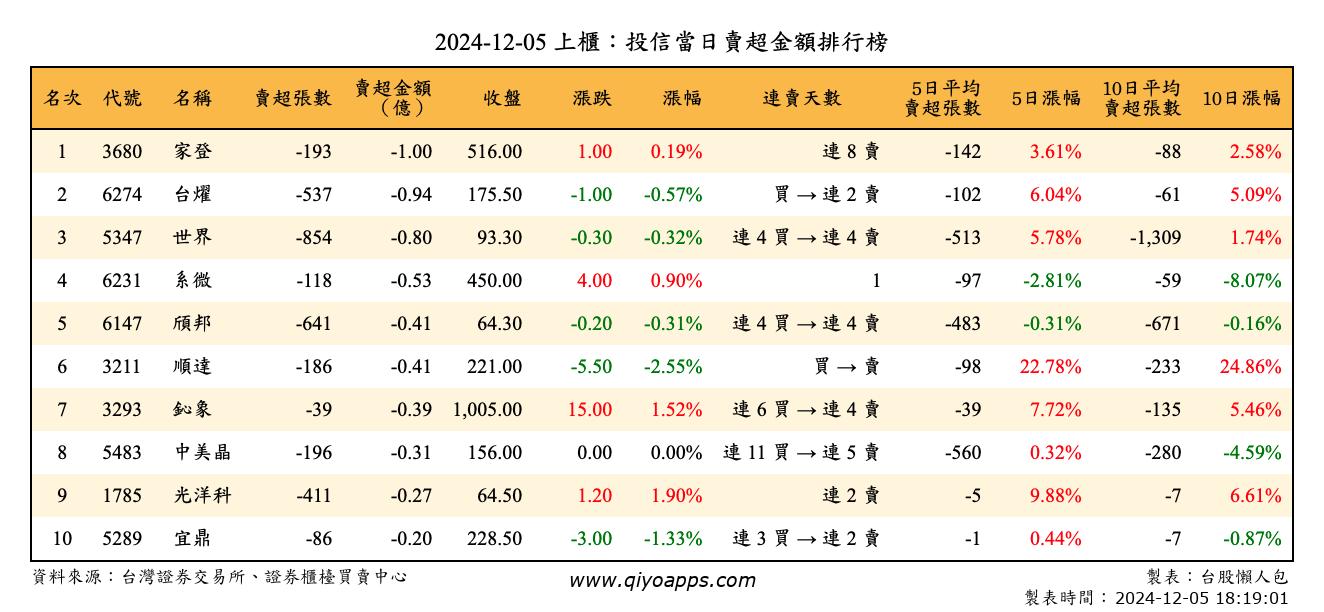 2024-12-05 上櫃：投信當日賣超金額排行榜
名次 代號 名稱 賣超張數 賣超金額（億） 收盤 漲跌 漲幅 連賣天數 5日平均賣超張數 5日漲幅 10日平均賣超張數 10日漲幅
1 3680 家登 -193 -1.00 516.00 1.00 0.19% 連 8 賣 -142 3.61% -88 2.58%
2 6274 台燿 -537 -0.94 175.50 -1.00 -0.57% 買 → 連 2 賣 -102 6.04% -61 5.09%
3 5347 世界 -854 -0.80 93.30 -0.30 -0.32% 連 4 買 → 連 4 賣 -513 5.78% -1,309 1.74%
4 6231 系微 -118 -0.53 450.00 4.00 0.90% 1 -97 -2.81% -59 -8.07%
5 6147 頎邦 -641 -0.41 64.30 -0.20 -0.31% 連 4 買 → 連 4 賣 -483 -0.31% -671 -0.16%
6 3211 順達 -186 -0.41 221.00 -5.50 -2.55% 買 → 賣 -98 22.78% -233 24.86%
7 3293 鈊象 -39 -0.39 1,005.00 15.00 1.52% 連 6 買 → 連 4 賣 -39 7.72% -135 5.46%
8 5483 中美晶 -196 -0.31 156.00 0.00 0.00% 連 11 買 → 連 5 賣 -560 0.32% -280 -4.59%
9 1785 光洋科 -411 -0.27 64.50 1.20 1.90% 連 2 賣 -5 9.88% -7 6.61%
10 5289 宜鼎 -86 -0.20 228.50 -3.00 -1.33% 連 3 買 → 連 2 賣 -1 0.44% -7 -0.87%
資料來源：台灣證券交易所、證券櫃檯買賣中心 www.qiyoapps.com 製表：台股懶人包
製表時間：2024-12-05 18:19:01